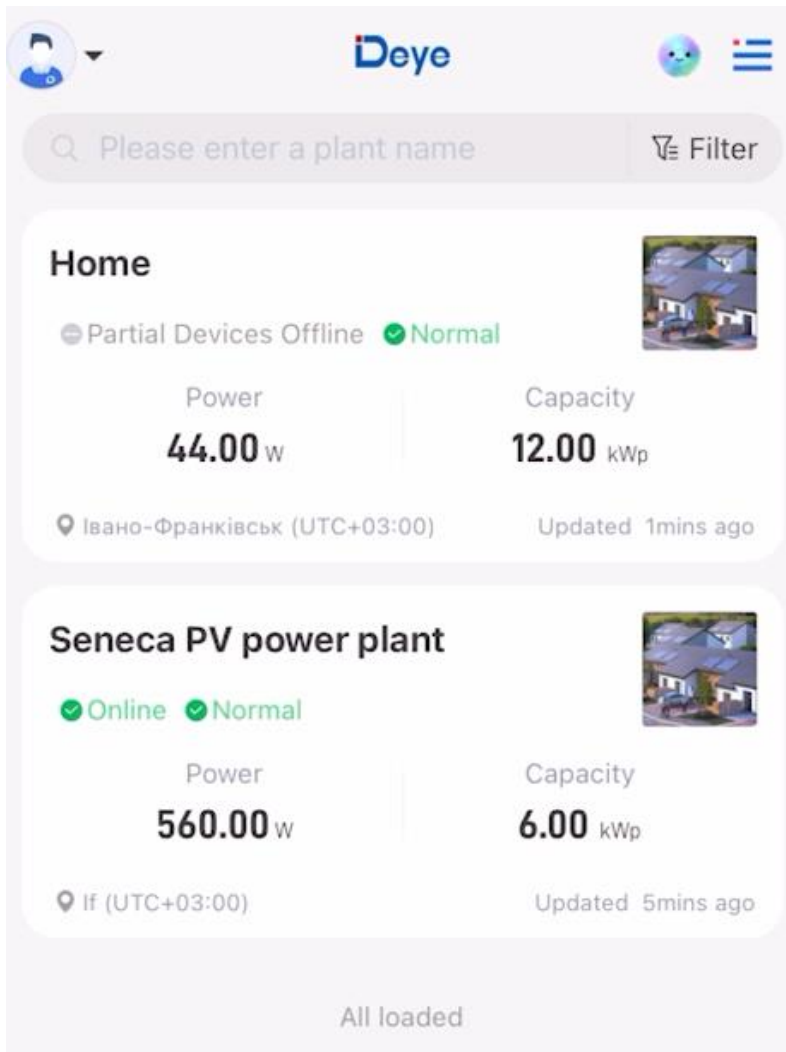 Deye
Please enter a plant name Filter
Home
Partial Devices Offline Normal
Power Capacity
44.00 W 12.00 kWp
Івано-Франківськ (UTC+03:00) Updated 1mins ago
Seneca PV power plant
Online Normal
Power Capacity
560.00 W 6.00 kWp
If (UTC+03:00) Updated 5mins ago
All loaded